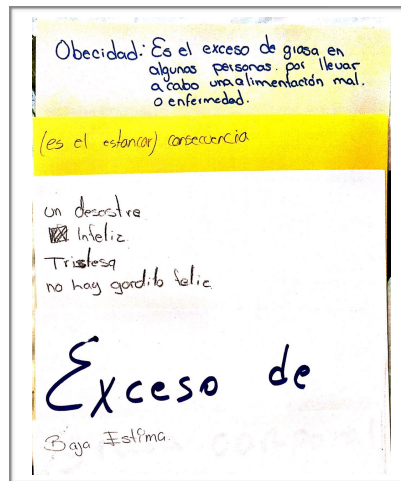 Obecidad: Es el exceso de grasa en
algunas personas. por llevar
a cabo una alimentación mal.
o enfermedad.
(es el estancar) consecuencia
un desastre
Infeliz
Tristesa
no hay gordito feliz
Exceso de
Baja Estima.